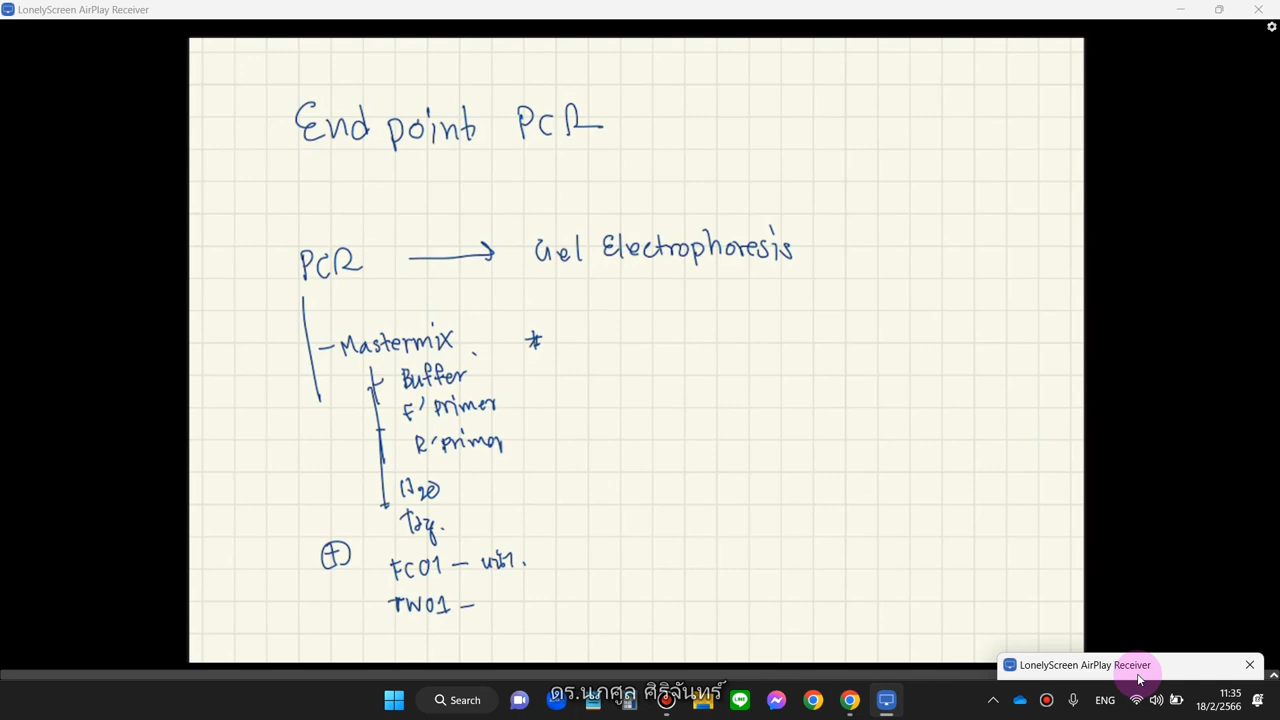 LonelyScreen AirPlay Receiver
End point PCR
PCR → Gel Electrophoresis
- Mastermix *
Buffer
F' primer
R' primer
H2O
Taq.
+
FC01 -
TW01 -
LonelyScreen AirPlay Receiver
ดร.นภศล ศิริจันทร์
Search
ENG
11:35
18/2/2566